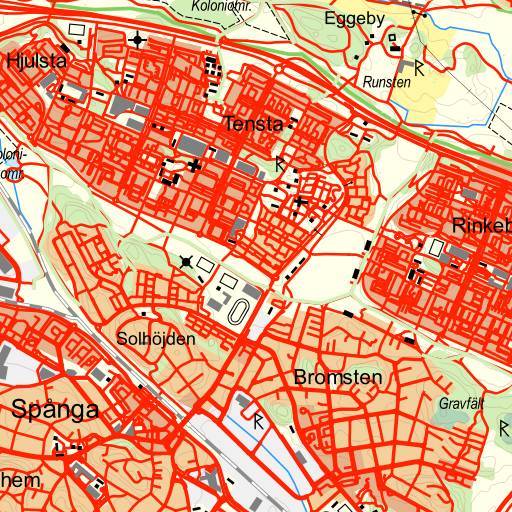 Koloniomr.
Eggeby
Hjulsta
Runsten
Tensta
Koloni-
omr.
Rinkeb
Solhöjden
Bromsten
Spånga
Gravfält
hem